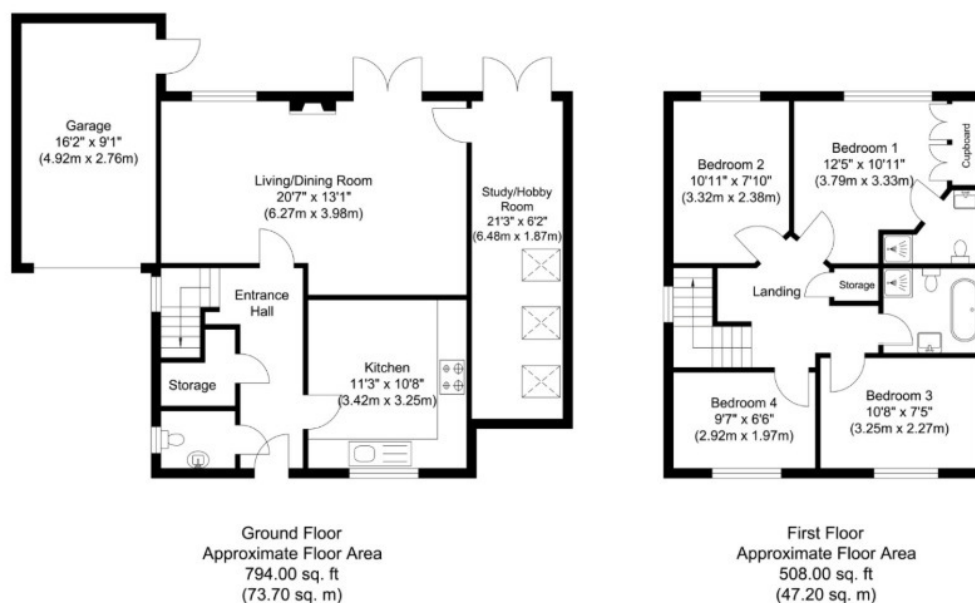 Garage
16'2" x 9'1"
(4.92m x 2.76m)
Living/Dining Room
20'7" x 13'1"
(6.27m x 3.98m)
Study/Hobby
Room
21'3" x 6'2"
(6.48m x 1.87m)
Entrance
Hall
Storage
Kitchen
11'3" x 10'8"
(3.42m x 3.25m)
Ground Floor
Approximate Floor Area
794.00 sq. ft
(73.70 sq. m)
Bedroom 2
10'11" x 7'10"
(3.32m x 2.38m)
Bedroom 1
12'5" x 10'11"
(3.79m x 3.33m)
Cupboard
Landing
Storage
Bedroom 4
9'7" x 6'6"
(2.92m x 1.97m)
Bedroom 3
10'8" x 7'5"
(3.25m x 2.27m)
First Floor
Approximate Floor Area
508.00 sq. ft
(47.20 sq. m)